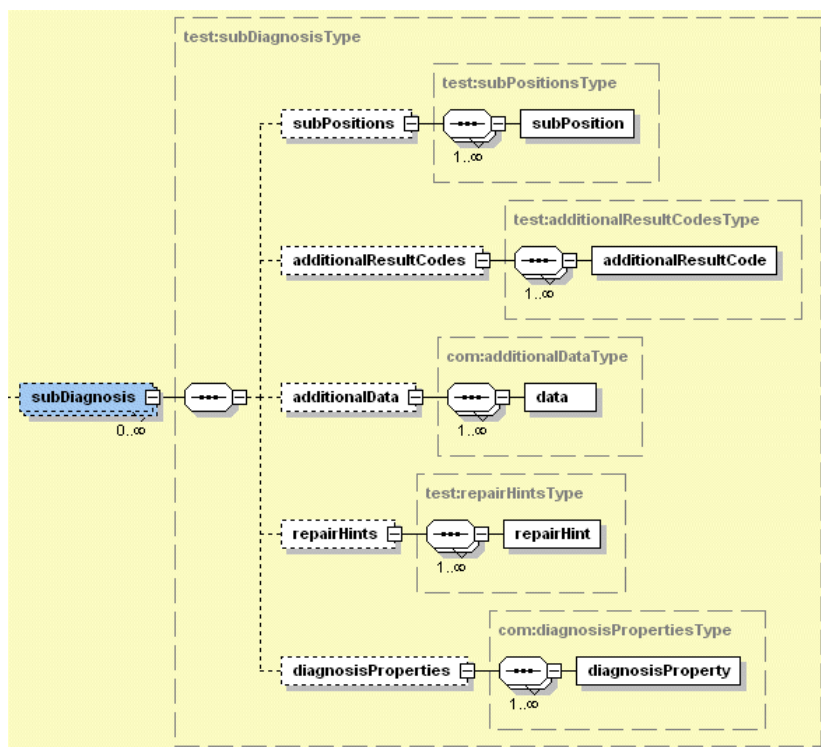 test:subDiagnosisType
test:subPositionsType
subPositions
subPosition
1..∞
test:additionalResultCodesType
additionalResultCodes
additionalResultCode
1..∞
com:additionalDataType
subDiagnosis
additionalData
data
0..∞
1..∞
test:repairHintsType
repairHints
repairHint
1..∞
com:diagnosisPropertiesType
diagnosisProperties
diagnosisProperty
1..∞